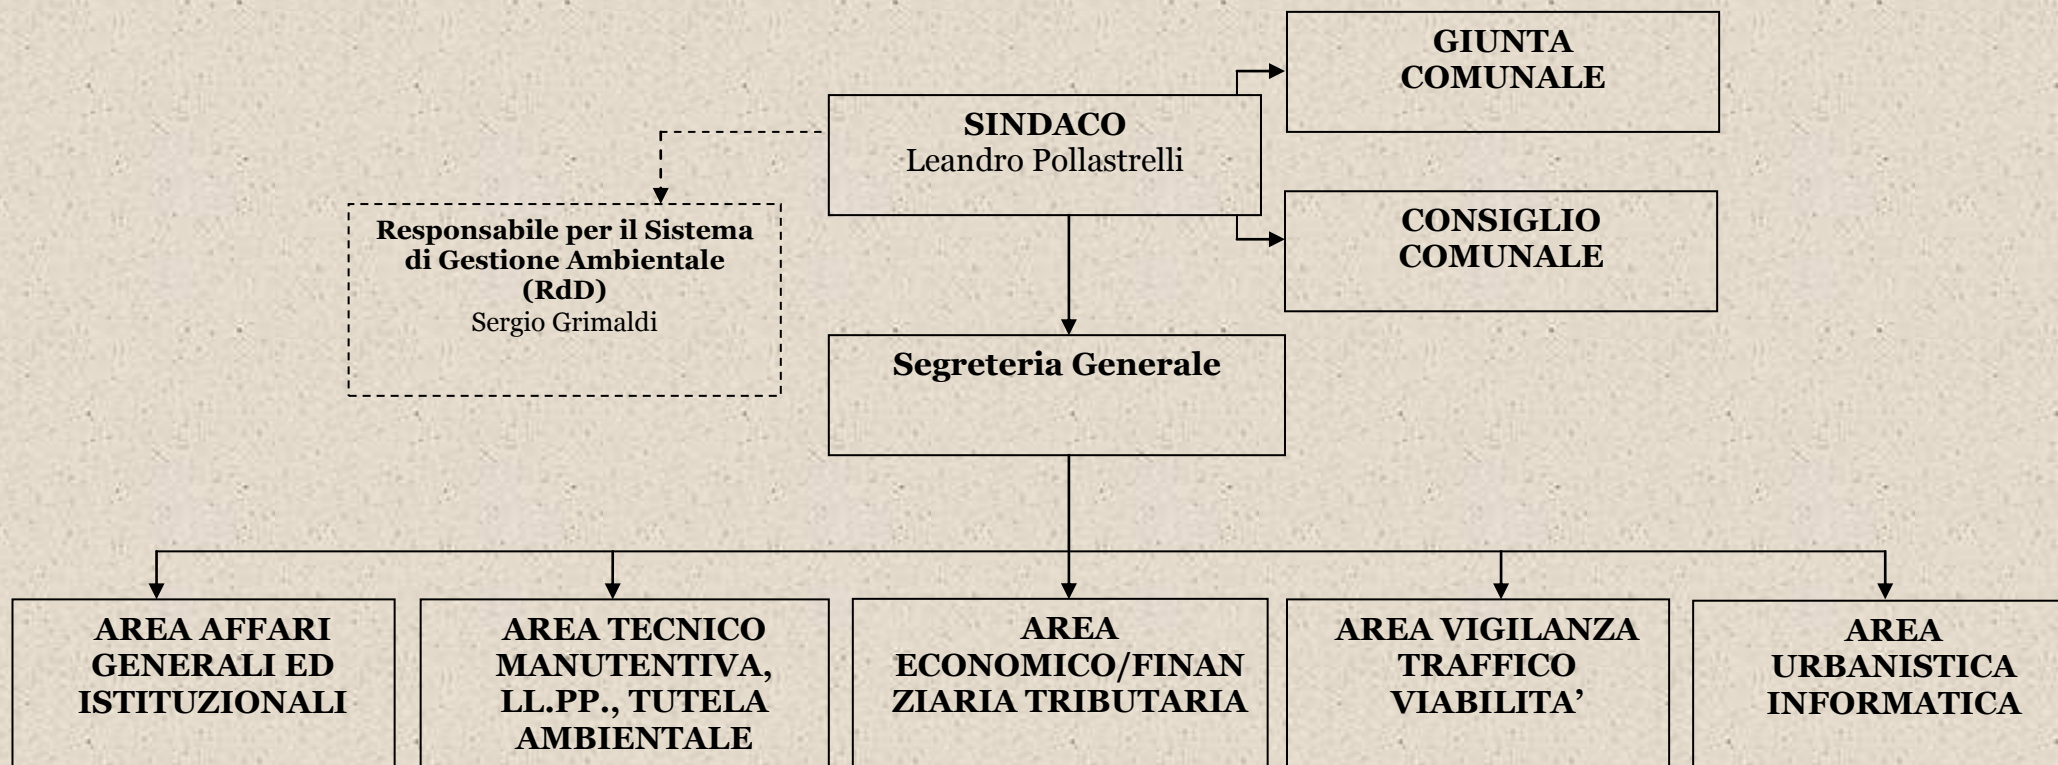 GIUNTA
COMUNALE
SINDACO
Leandro Pollastrelli
CONSIGLIO
COMUNALE
Responsabile per il Sistema
di Gestione Ambientale
(RdD)
Sergio Grimaldi
Segreteria Generale
AREA AFFARI
GENERALI ED
ISTITUZIONALI
AREA TECNICO
MANUTENTIVA,
LL.PP., TUTELA
AMBIENTALE
AREA
ECONOMICO/FINAN
ZIARIA TRIBUTARIA
AREA VIGILANZA
TRAFFICO
VIABILITA’
AREA
URBANISTICA
INFORMATICA